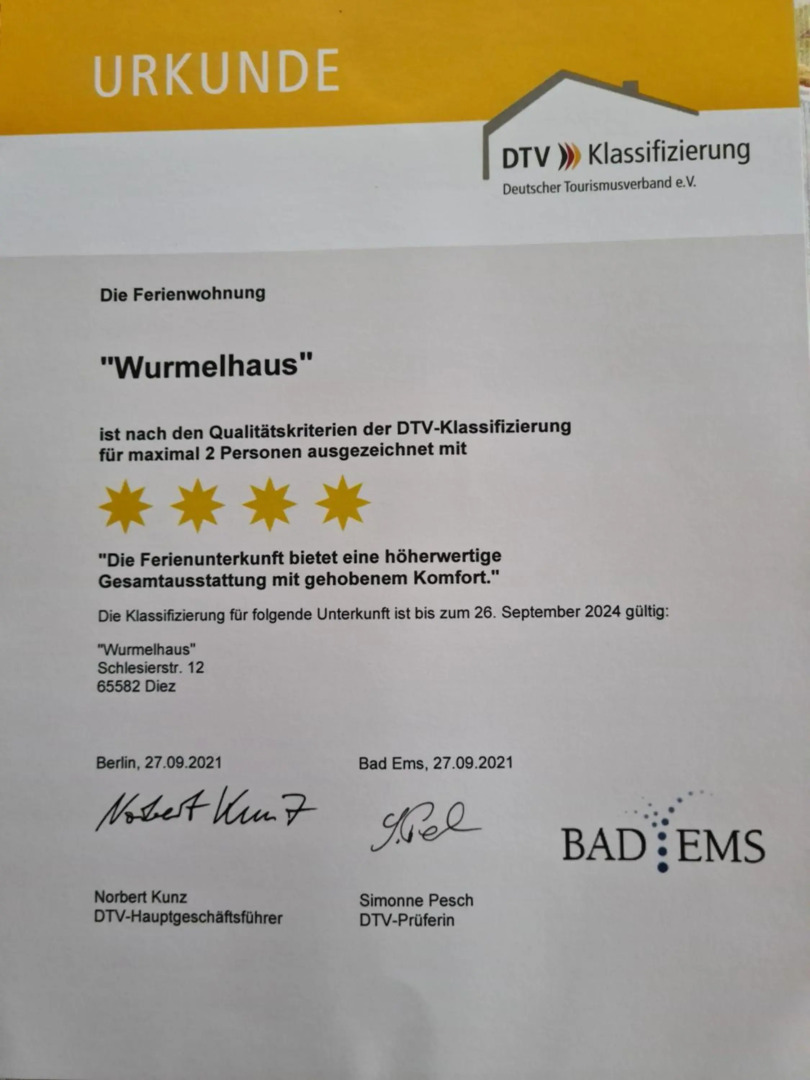 URKUNDE
DTV Klassifizierung
Deutscher Tourismusverband e.V.
Die Ferienwohnung
"Wurmelhaus"
ist nach den Qualitätskriterien der DTV-Klassifizierung
für maximal 2 Personen ausgezeichnet mit
"Die Ferienunterkunft bietet eine höherwertige
Gesamtausstattung mit gehobenem Komfort."
Die Klassifizierung für folgende Unterkunft ist bis zum 26. September 2024 gültig:
"Wurmelhaus"
Schlesierstr. 12
65582 Diez
Berlin, 27.09.2021
Bad Ems, 27.09.2021
Norbert Kunz
BAD EMS
Norbert Kunz
DTV-Hauptgeschäftsführer
Simonne Pesch
DTV-Prüferin